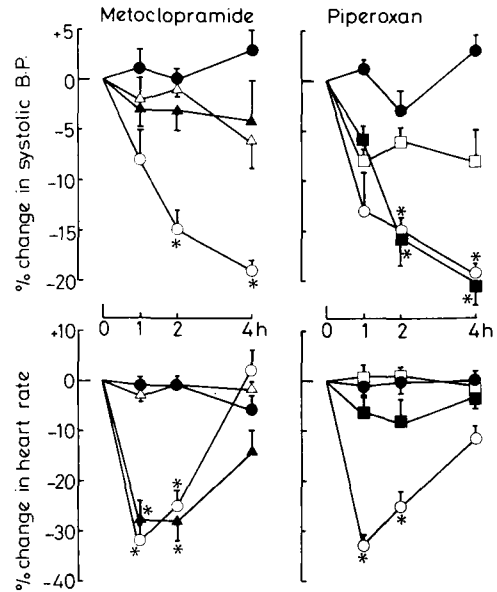 Metoclopramide
Piperoxan
% change in systolic B.P.
+5
0
-5
-10
-15
-20
* * * * * *
0 1 2 4h
0 1 2 4h
% change in heart rate
+10
0
-10
-20
-30
-40
* * * * * *